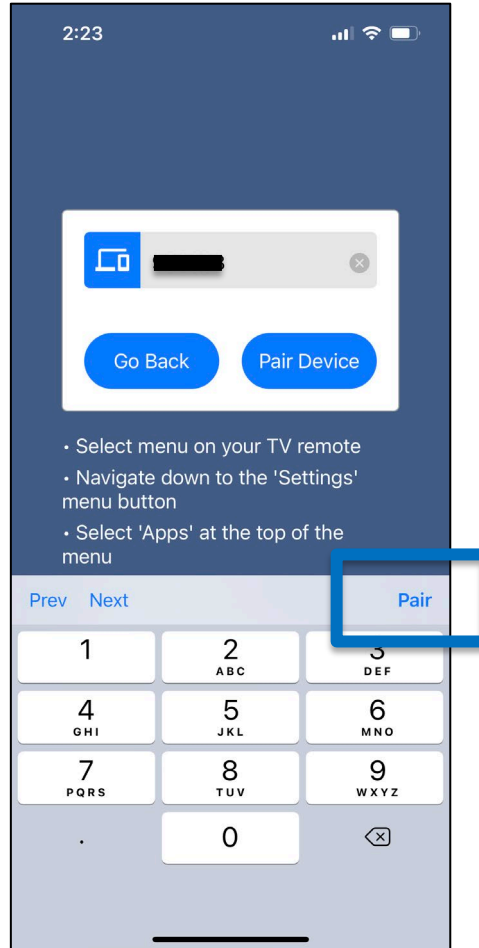 2:23
Go Back
Pair Device
• Select menu on your TV remote
• Navigate down to the 'Settings'
menu button
• Select 'Apps' at the top of the
menu
Prev Next
Pair
1 2 3
ABC DEF
4 5 6
GHI JKL MNO
7 8 9
PQRS TUV WXYZ
. 0